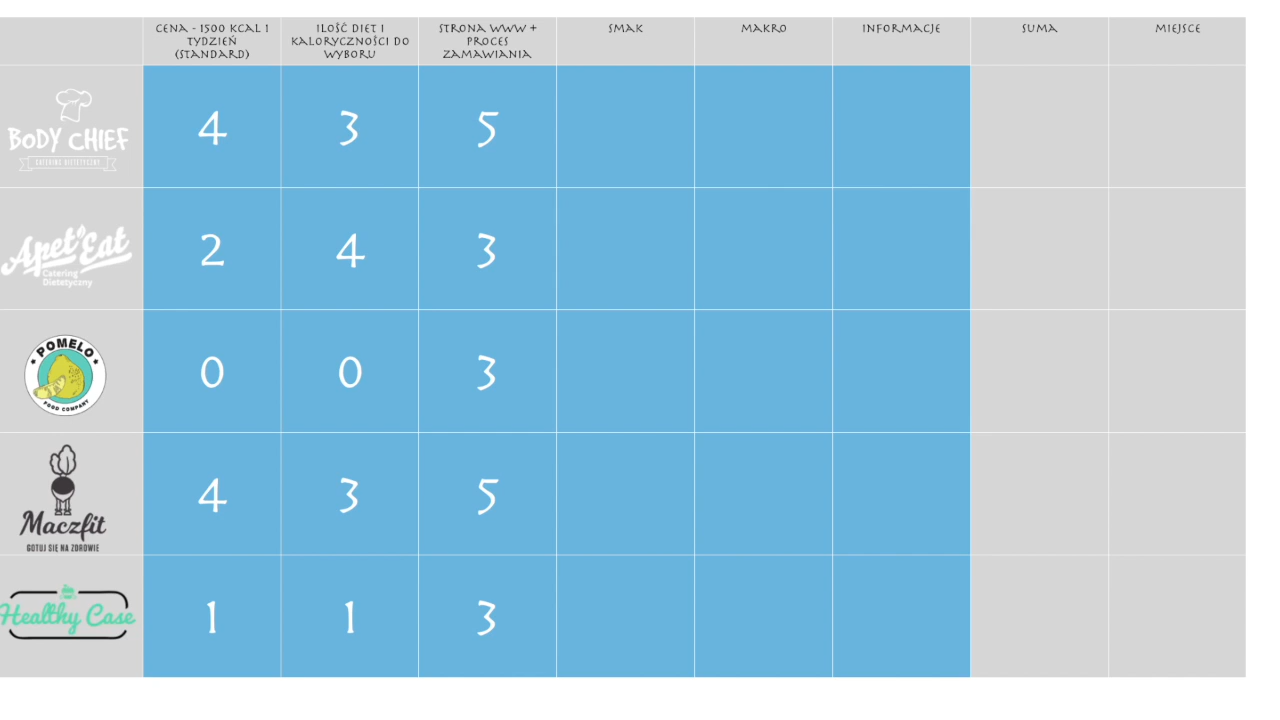 CENA - 1500 KCAL 1
TYDZIEŃ
(STANDARD)
ILOŚĆ DIET I
KALORYCZNOŚCI DO
WYBORU
STRONA WWW +
PROCES
ZAMAWIANIA
SMAK
MAKRO
INFORMACJE
SUMA
MIEJSCE
BODY CHIEF
CATERING DIETETYCZNY
4
3
5
Apet'Eat
Catering
Dietetyczny
2
4
3
POMELO
FOOD COMPANY
0
0
3
Maczfit
GOTUJ SIĘ NA ZDROWIE
4
3
5
Healthy Case
1
1
3